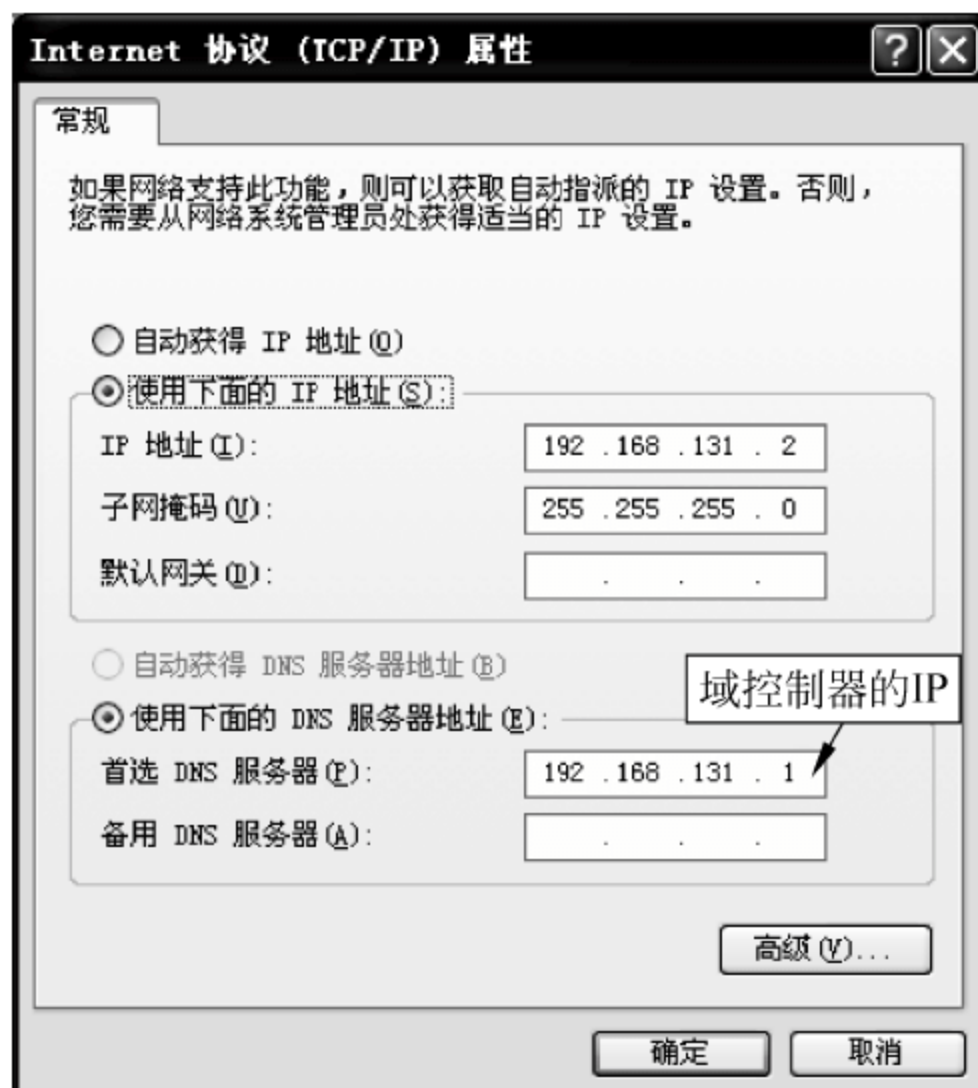 Internet 协议 (TCP/IP) 属性
常规
如果网络支持此功能，则可以获取自动指派的 IP 设置。否则，
您需要从网络系统管理员处获得适当的 IP 设置。
自动获得 IP 地址(O)
使用下面的 IP 地址(S):
IP 地址(I): 192 .168 .131 . 2
子网掩码(U): 255 .255 .255 . 0
默认网关(D): . . .
自动获得 DNS 服务器地址(B)
域控制器的IP
使用下面的 DNS 服务器地址(E):
首选 DNS 服务器(P): 192 .168 .131 . 1
备用 DNS 服务器(A): . . .
高级(V)...
确定 取消